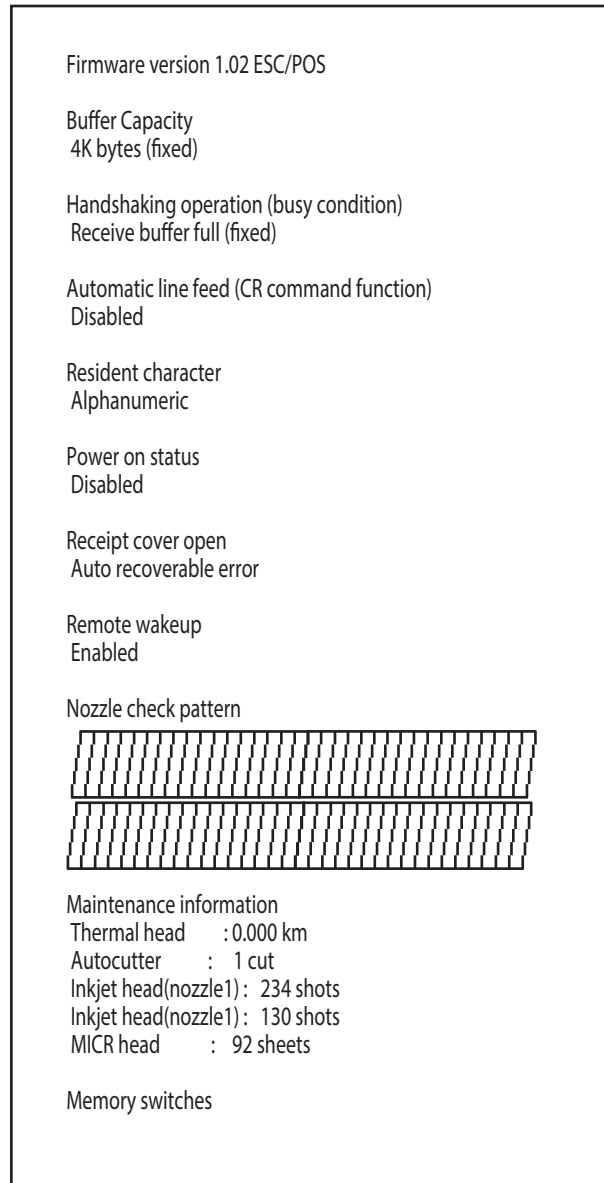 Firmware version 1.02 ESC/POS
Buffer Capacity
4K bytes (fixed)
Handshaking operation (busy condition)
Receive buffer full (fixed)
Automatic line feed (CR command function)
Disabled
Resident character
Alphanumeric
Power on status
Disabled
Receipt cover open
Auto recoverable error
Remote wakeup
Enabled
Nozzle check pattern
Maintenance information
Thermal head : 0.000 km
Autocutter : 1 cut
Inkjet head(nozzle1) : 234 shots
Inkjet head(nozzle1) : 130 shots
MICR head : 92 sheets
Memory switches